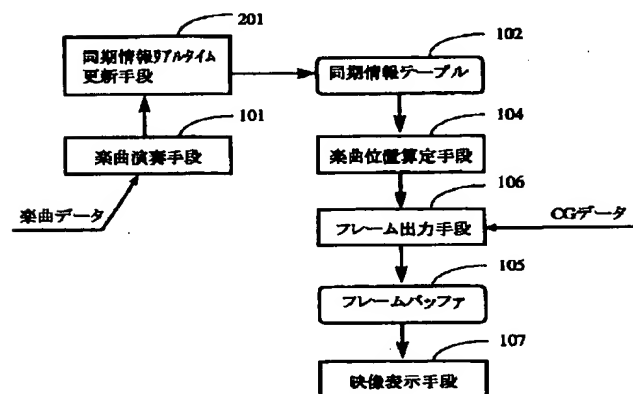 201
同期情報リアルタイム
更新手段
102
同期情報テーブル
101
楽曲演奏手段
104
楽曲位置算定手段
楽曲データ
106
フレーム出力手段
CGデータ
105
フレームバッファ
107
映像表示手段